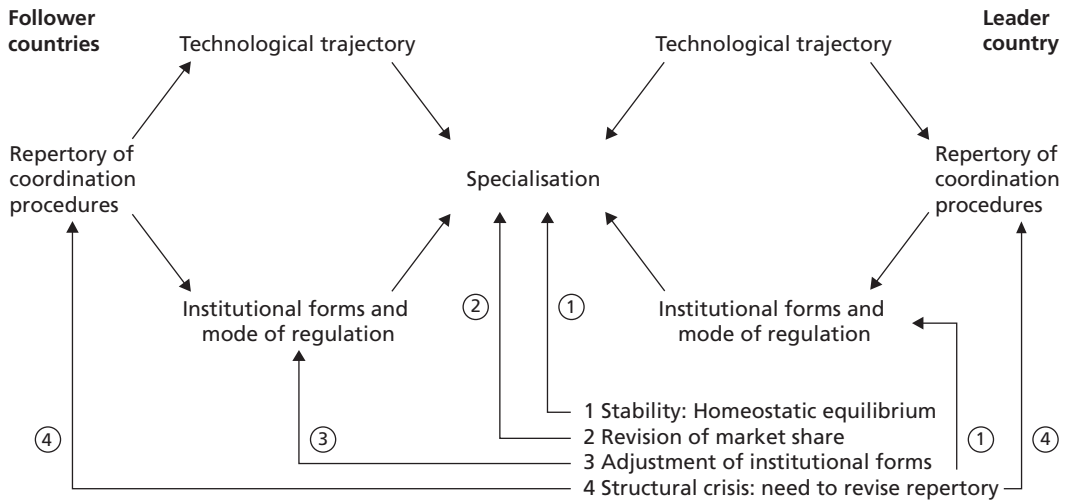 Follower
countries
Technological trajectory
Technological trajectory
Leader
country
Repertory of
coordination
procedures
Specialisation
Repertory of
coordination
procedures
Institutional forms and
mode of regulation
2
1
Institutional forms and
mode of regulation
1 Stability: Homeostatic equilibrium
4
3
2 Revision of market share
1
4
3 Adjustment of institutional forms
4 Structural crisis: need to revise repertory